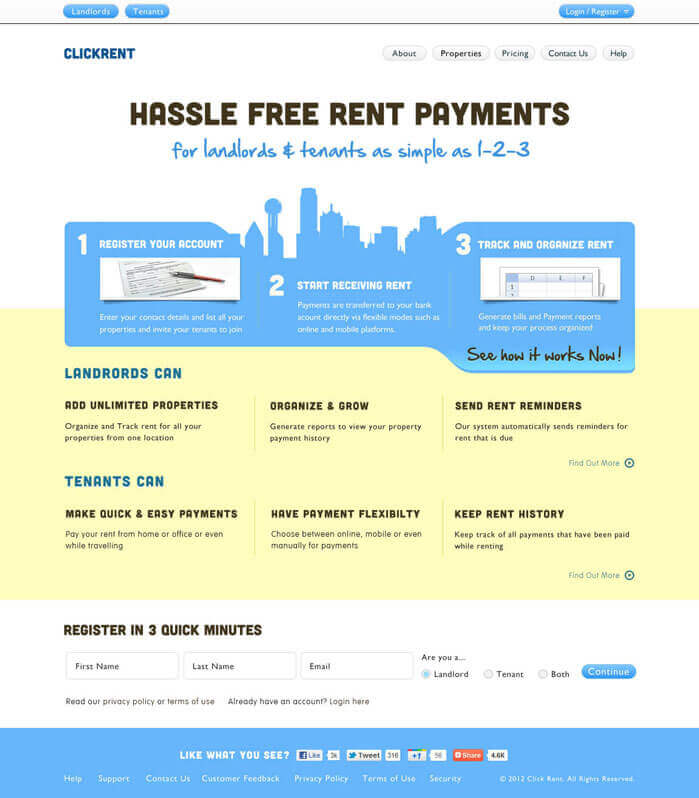 Landlords Tenants Login / Register
CLICKRENT
About Properties Pricing Contact Us Help
HASSLE FREE RENT PAYMENTS
for landlords & tenants as simple as 1-2-3
1 REGISTER YOUR ACCOUNT
Enter your contact details and list all your
properties and invite your tenants to join
2 START RECEIVING RENT
Payments are transferred to your bank
acount directly via flexible modes such as
online and mobile platforms.
3 TRACK AND ORGANIZE RENT
D E F
1
Generate bills and Payment reports
and keep your process organized
See how it works Now!
LANDRORDS CAN
ADD UNLIMITED PROPERTIES
Organize and Track rent for all your
properties from one location
ORGANIZE & GROW
Generate reports to view your property
payment history
SEND RENT REMINDERS
Our system automatically sends reminders for
rent that is due
Find Out More
TENANTS CAN
MAKE QUICK & EASY PAYMENTS
Pay your rent from home or office or even
while travelling
HAVE PAYMENT FLEXIBILTY
Choose between online, mobile or even
manually for payments
KEEP RENT HISTORY
Keep track of all payments that have been paid
while renting
Find Out More
REGISTER IN 3 QUICK MINUTES
First Name Last Name Email
Are you a...
Landlord Tenant Both Continue
Read our privacy policy or terms of use Already have an account? Login here
LIKE WHAT YOU SEE? Like 3k Tweet 316 +1 56 Share 4.6K
Help Support Contact Us Customer Feedback Privacy Policy Terms of Use Security © 2012 Click Rent. All Rights Reserved.